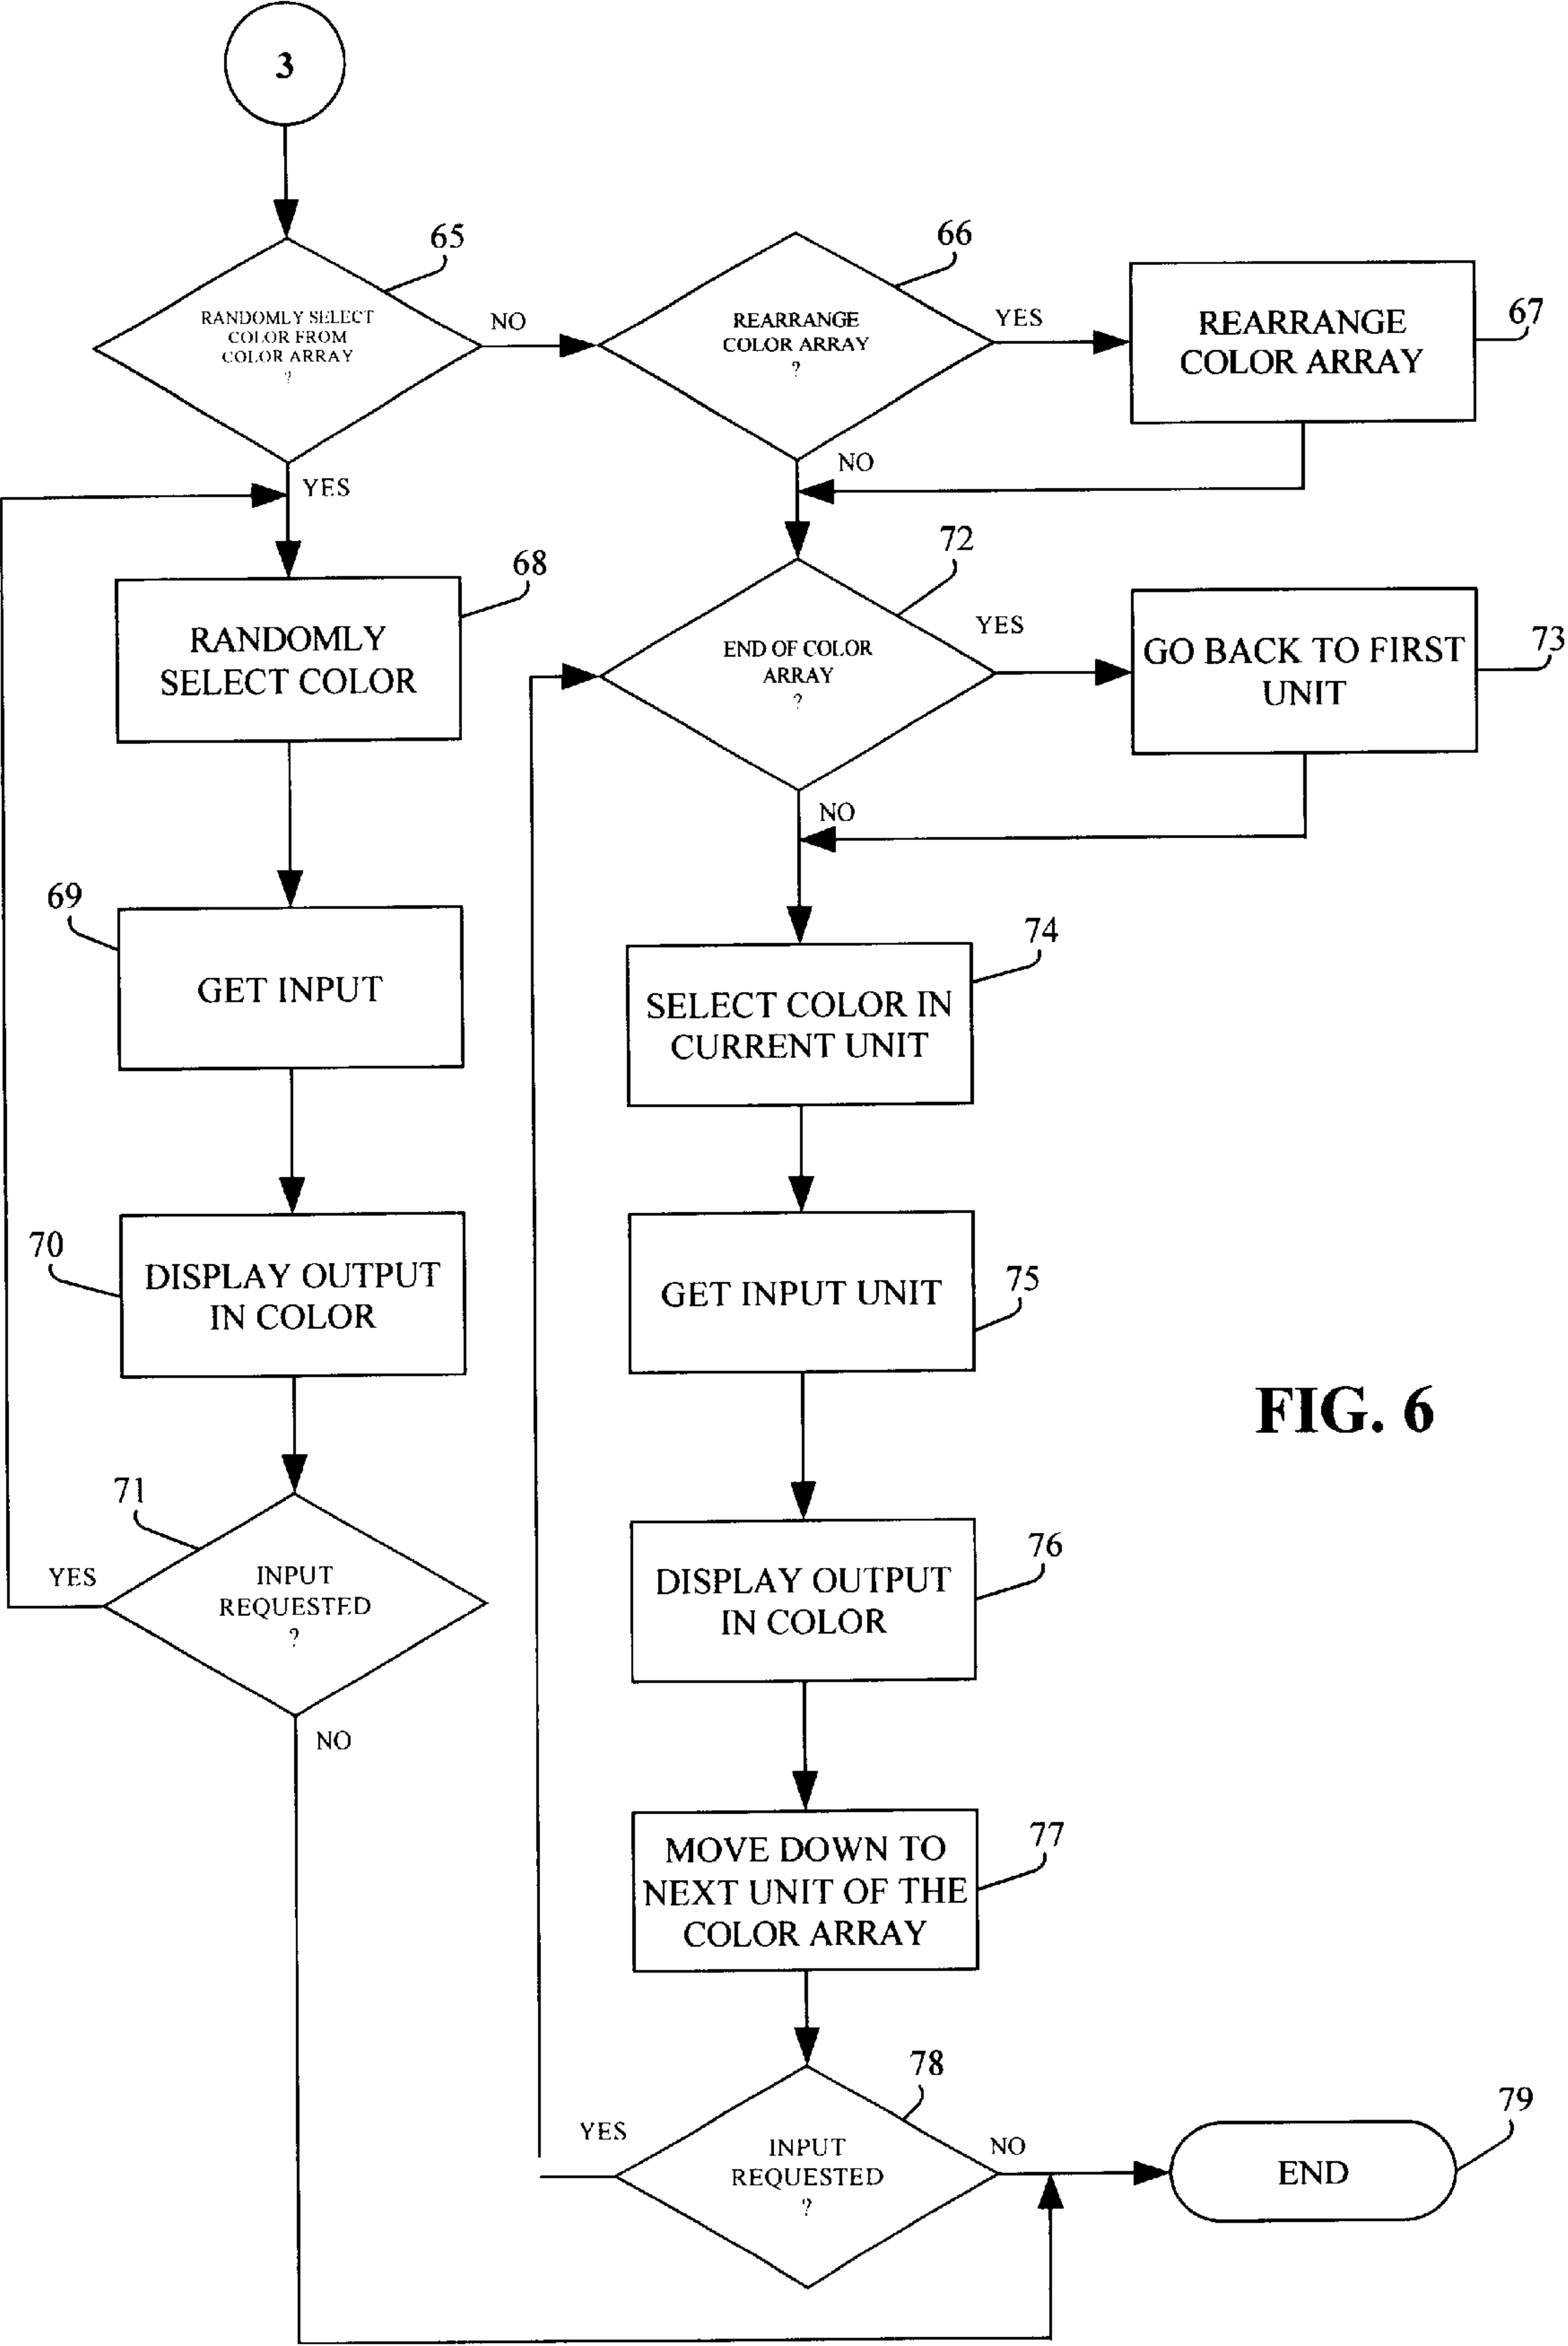 3
65
RANDOMLY SELECT
COLOR FROM
COLOR ARRAY
?
NO
YES
66
REARRANGE
COLOR ARRAY
?
YES
NO
67
REARRANGE
COLOR ARRAY
68
RANDOMLY
SELECT COLOR
72
END OF COLOR
ARRAY
?
YES
NO
73
GO BACK TO FIRST
UNIT
69
GET INPUT
74
SELECT COLOR IN
CURRENT UNIT
70
DISPLAY OUTPUT
IN COLOR
75
GET INPUT UNIT
FIG. 6
71
INPUT
REQUESTED
?
YES
NO
76
DISPLAY OUTPUT
IN COLOR
77
MOVE DOWN TO
NEXT UNIT OF THE
COLOR ARRAY
78
INPUT
REQUESTED
?
YES
NO
79
END